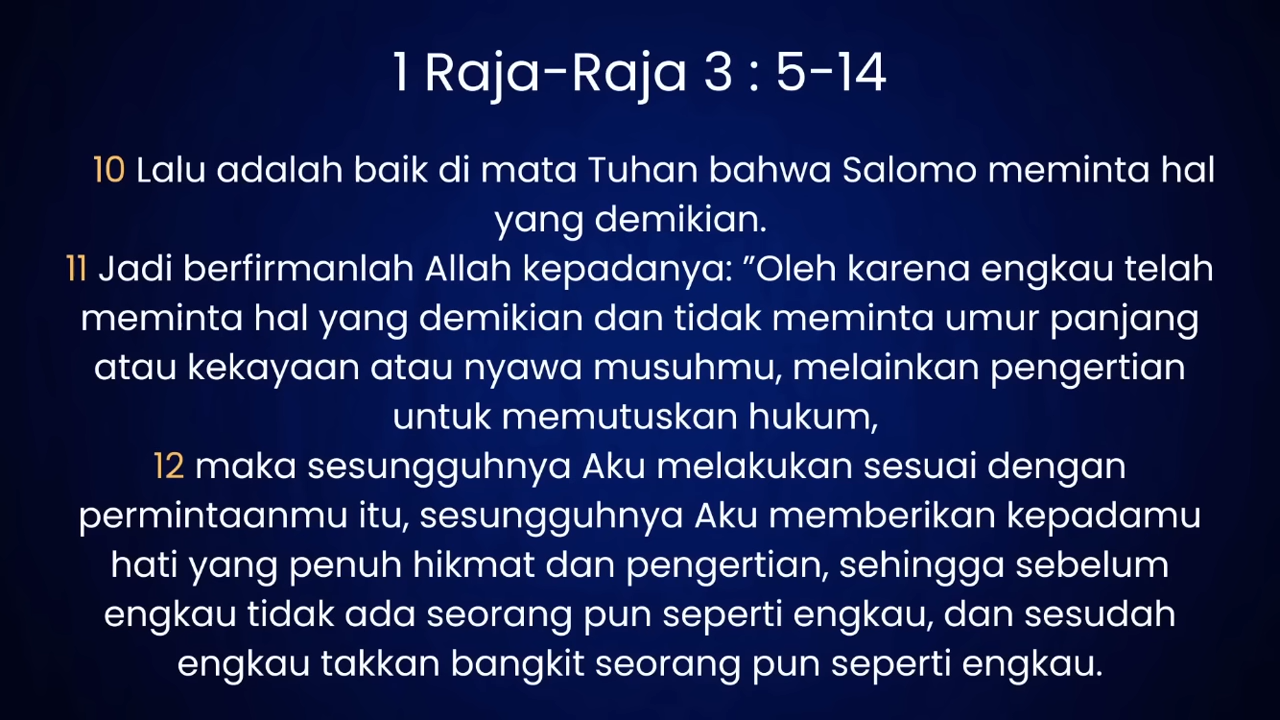 1 Raja-Raja 3 : 5-14
10 Lalu adalah baik di mata Tuhan bahwa Salomo meminta hal
yang demikian.
11 Jadi berfirmanlah Allah kepadanya: ”Oleh karena engkau telah
meminta hal yang demikian dan tidak meminta umur panjang
atau kekayaan atau nyawa musuhmu, melainkan pengertian
untuk memutuskan hukum,
12 maka sesungguhnya Aku melakukan sesuai dengan
permintaanmu itu, sesungguhnya Aku memberikan kepadamu
hati yang penuh hikmat dan pengertian, sehingga sebelum
engkau tidak ada seorang pun seperti engkau, dan sesudah
engkau takkan bangkit seorang pun seperti engkau.